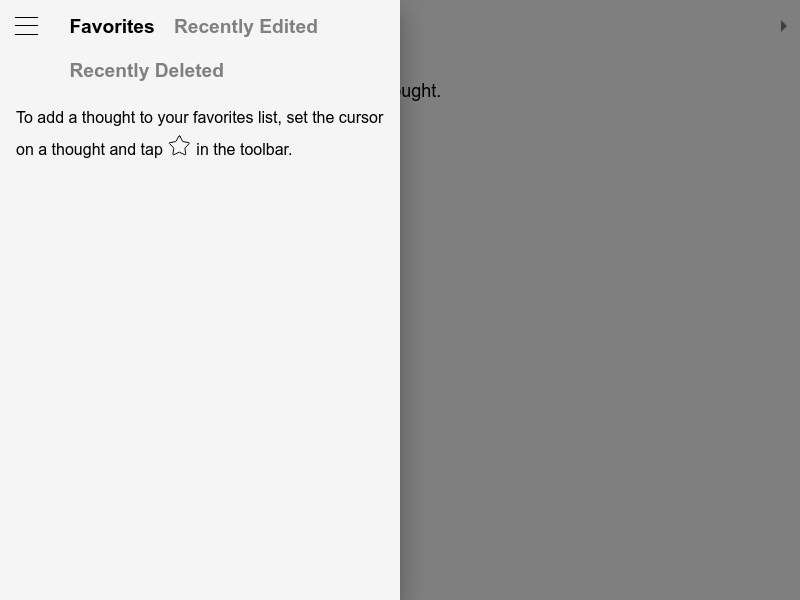 Favorites Recently Edited
Recently Deleted
To add a thought to your favorites list, set the cursor
on a thought and tap in the toolbar.